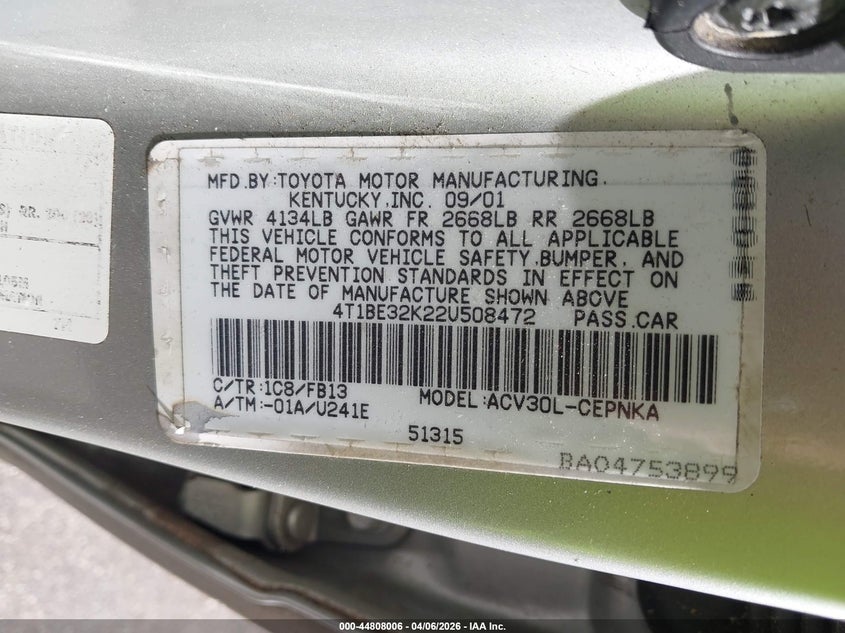 MFD.BY:TOYOTA MOTOR MANUFACTURING.
KENTUCKY,INC. 09/01
GVWR 4134LB GAWR FR 2668LB RR 2668LB
THIS VEHICLE CONFORMS TO ALL APPLICABLE
FEDERAL MOTOR VEHICLE SAFETY,BUMPER, AND
THEFT PREVENTION STANDARDS IN EFFECT ON
THE DATE OF MANUFACTURE SHOWN ABOVE
4T1BE32K22U508472 PASS.CAR
C/TR:1C8/FB13
A/TM:-01A/U241E
MODEL:ACV30L-CEPNKA
51315
BA04753899
000-44808006 - 04/06/2026 - IAA Inc.